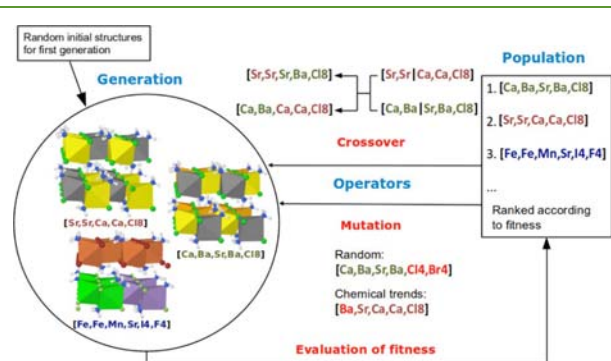 Random initial structures
for first generation
Generation
[Sr,Sr,Ca,Ca,Cl8]
[Ca,Ba,Sr,Ba,Cl8]
[Fe,Fe,Mn,Sr,I4,F4]
[Sr,Sr,Sr,Ba,Cl8]
[Sr,Sr|Ca,Ca,Cl8]
[Ca,Ba,Ca,Ca,Cl8]
[Ca,Ba|Sr,Ba,Cl8]
Crossover
Operators
Mutation
Random:
[Ca,Ba,Sr,Ba,Cl4,Br4]
Chemical trends:
[Ba,Sr,Ca,Ca,Cl8]
Evaluation of fitness
Population
1. [Ca,Ba,Sr,Ba,Cl8]
2. [Sr,Sr,Ca,Ca,Cl8]
3. [Fe,Fe,Mn,Sr,I4,F4]
...
Ranked according
to fitness